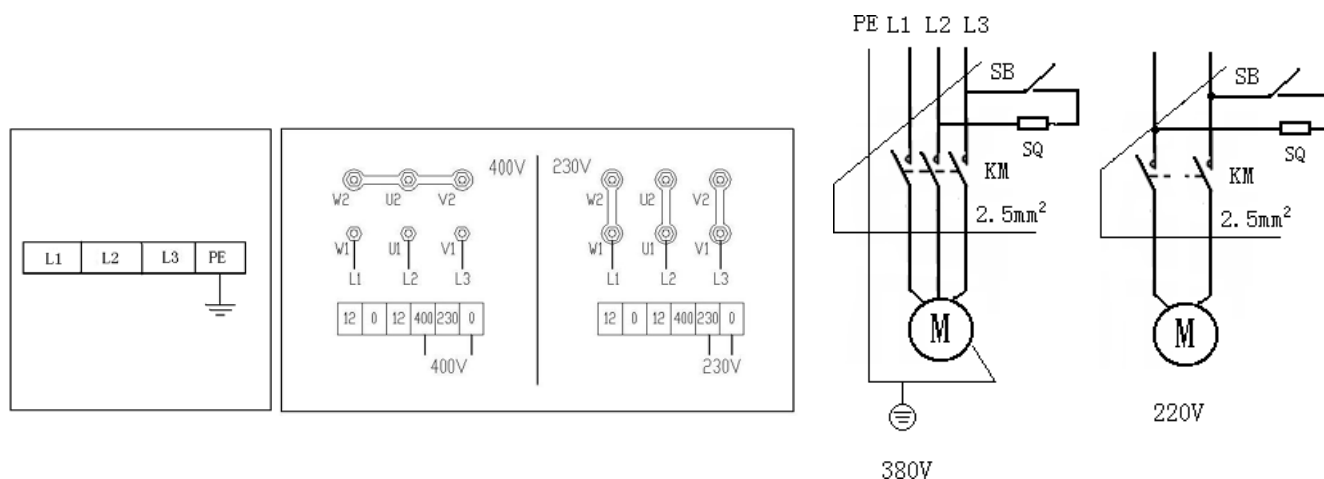 L1 L2 L3 PE
400V
W2 U2 V2
W1 U1 V1
L1 L2 L3
12 0 12 400 230 0
400V
230V
W2 U2 V2
W1 U1 V1
L1 L2 L3
12 0 12 400 230 0
230V
PE L1 L2 L3
SB
SQ
KM
2.5mm²
M
380V
SB
SQ
KM
2.5mm²
M
220V